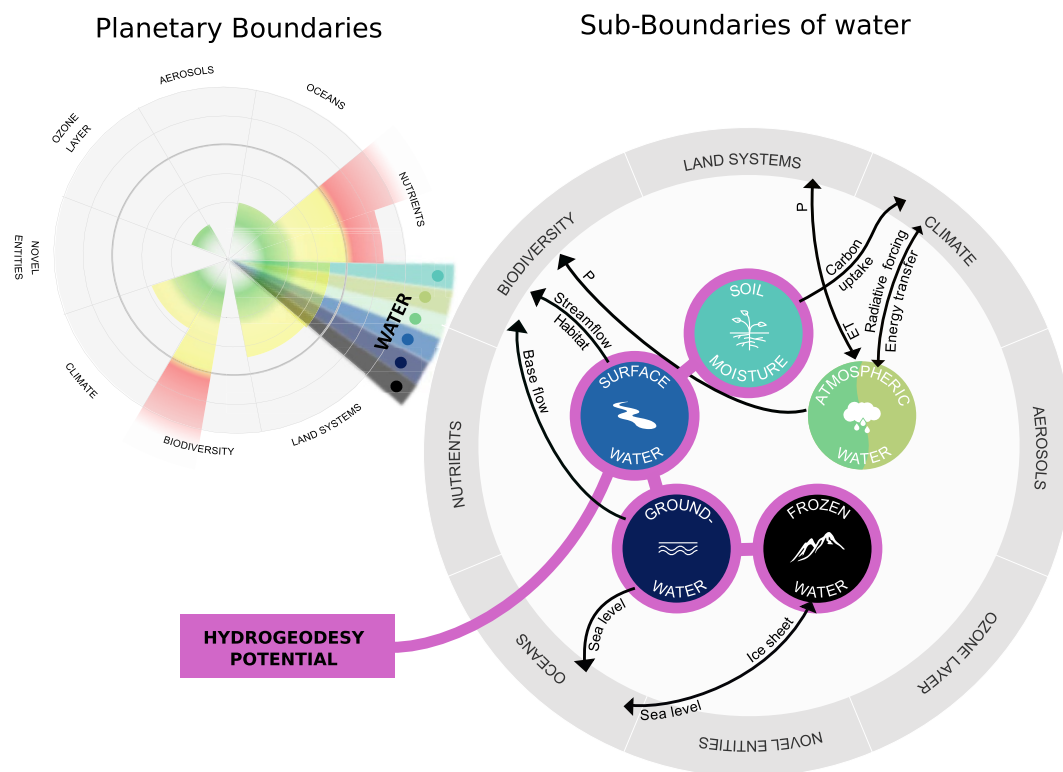 Planetary Boundaries
Sub-Boundaries of water
AEROSOLS
OCEANS
OZONE
LAYER
NUTRIENTS
NOVEL
ENTITIES
WATER
CLIMATE
BIODIVERSITY
LAND SYSTEMS
LAND SYSTEMS
CLIMATE
AEROSOLS
OZONE LAYER
NOVEL ENTITIES
OCEANS
NUTRIENTS
BIODIVERSITY
P
Carbon
uptake
Radiative forcing
Energy transfer
ET
P
Streamflow
Habitat
Base flow
SOIL
MOISTURE
SURFACE
WATER
ATMOSPHERIC
WATER
GROUND-
WATER
FROZEN
WATER
Sea level
Ice sheet
Sea level
HYDROGEODESY
POTENTIAL